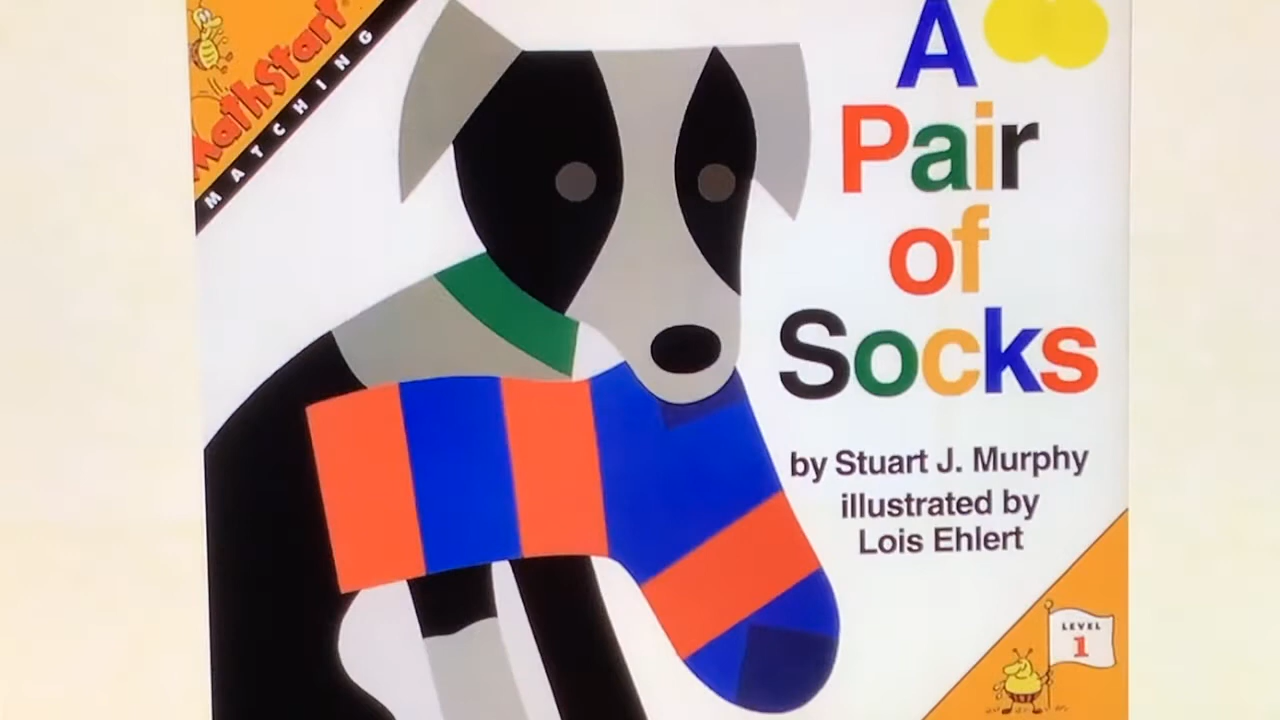 MathStart
MATCHING
A
Pair
of
Socks
by Stuart J. Murphy
illustrated by
Lois Ehlert
LEVEL
1